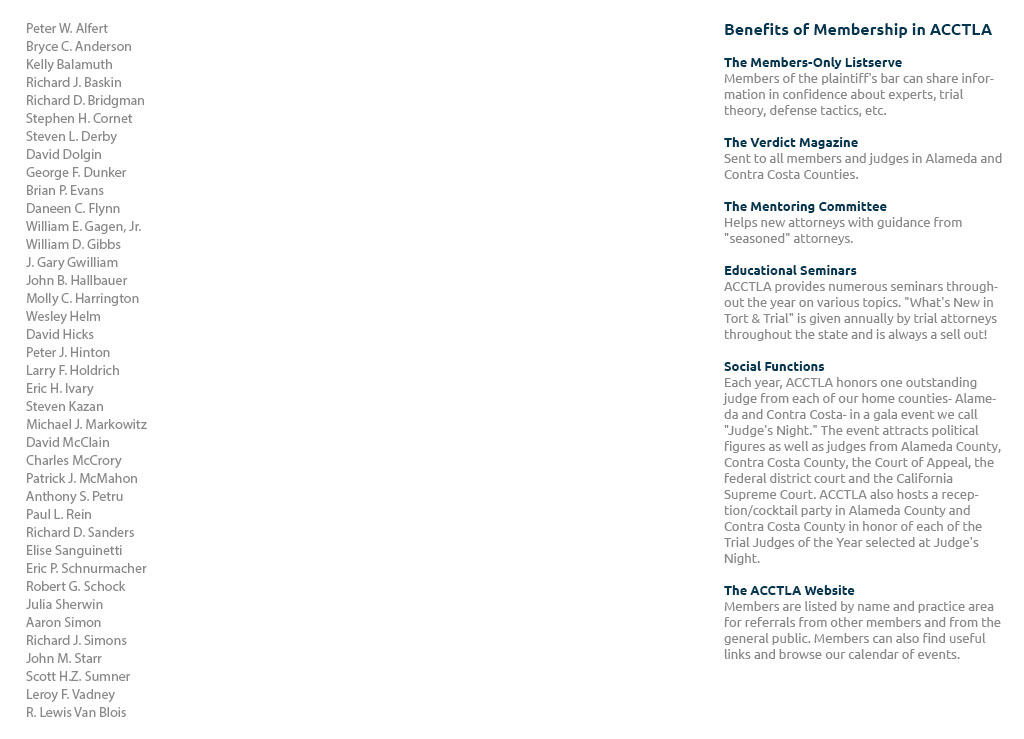 Peter W. Alfert
Bryce C. Anderson
Kelly Balamuth
Richard J. Baskin
Richard D. Bridgman
Stephen H. Cornet
Steven L. Derby
David Dolgin
George F. Dunker
Brian P. Evans
Daneen C. Flynn
William E. Gagen, Jr.
William D. Gibbs
J. Gary Gwilliam
John B. Hallbauer
Molly C. Harrington
Wesley Helm
David Hicks
Peter J. Hinton
Larry F. Holdrich
Eric H. Ivary
Steven Kazan
Michael J. Markowitz
David McClain
Charles McCrory
Patrick J. McMahon
Anthony S. Petru
Paul L. Rein
Richard D. Sanders
Elise Sanguinetti
Eric P. Schnurmacher
Robert G. Schock
Julia Sherwin
Aaron Simon
Richard J. Simons
John M. Starr
Scott H.Z. Sumner
Leroy F. Vadney
R. Lewis Van Blois
Benefits of Membership in ACCTLA
The Members-Only Listserve
Members of the plaintiff's bar can share infor-
mation in confidence about experts, trial
theory, defense tactics, etc.
The Verdict Magazine
Sent to all members and judges in Alameda and
Contra Costa Counties.
The Mentoring Committee
Helps new attorneys with guidance from
"seasoned" attorneys.
Educational Seminars
ACCTLA provides numerous seminars through-
out the year on various topics. "What's New in
Tort & Trial" is given annually by trial attorneys
throughout the state and is always a sell out!
Social Functions
Each year, ACCTLA honors one outstanding
judge from each of our home counties- Alame-
da and Contra Costa- in a gala event we call
"Judge's Night." The event attracts political
figures as well as judges from Alameda County,
Contra Costa County, the Court of Appeal, the
federal district court and the California
Supreme Court. ACCTLA also hosts a recep-
tion/cocktail party in Alameda County and
Contra Costa County in honor of each of the
Trial Judges of the Year selected at Judge's
Night.
The ACCTLA Website
Members are listed by name and practice area
for referrals from other members and from the
general public. Members can also find useful
links and browse our calendar of events.